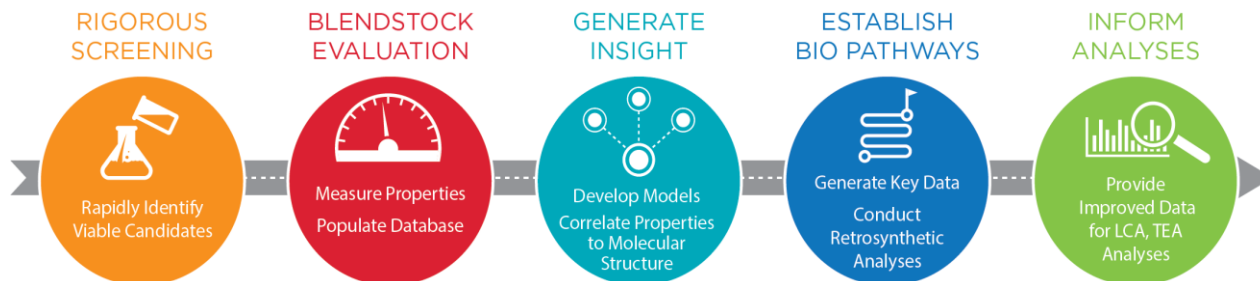 RIGOROUS
SCREENING
BLENDSTOCK
EVALUATION
GENERATE
INSIGHT
ESTABLISH
BIO PATHWAYS
INFORM
ANALYSES
Rapidly Identify
Viable Candidates
Measure Properties
Populate Database
Develop Models
Correlate Properties
to Molecular
Structure
Generate Key Data
Conduct
Retrosynthetic
Analyses
Provide
Improved Data
for LCA, TEA
Analyses